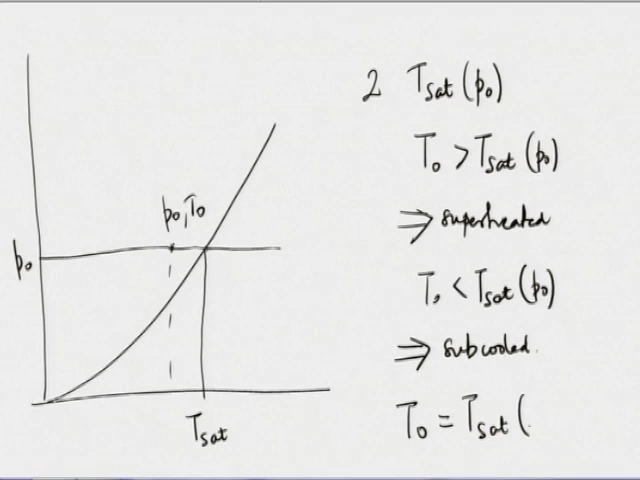 2 Tsat (p0)
T0 > Tsat (p0)
⇒ superheated
p0, T0
p0
T0 < Tsat (p0)
⇒ subcooled.
T0 = Tsat (
Tsat